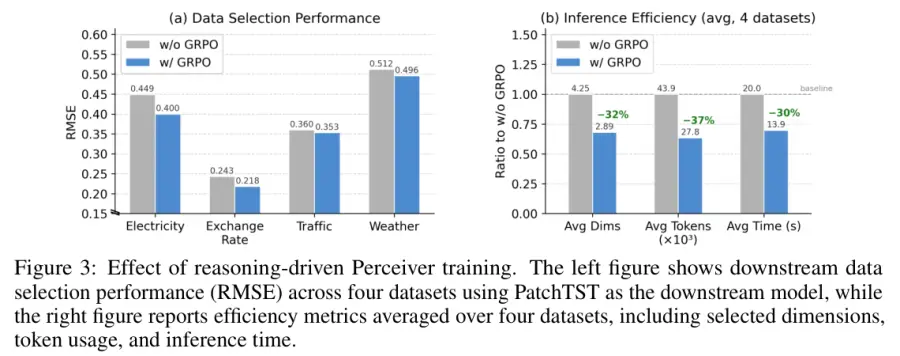 (a) Data Selection Performance
RMSE
0.60
0.55
0.50
0.45
0.40
0.35
0.30
0.25
0.20
0.15
w/o GRPO
w/ GRPO
0.449
0.400
0.243
0.218
0.360
0.353
0.512
0.496
Electricity
Exchange
Rate
Traffic
Weather
(b) Inference Efficiency (avg, 4 datasets)
Ratio to w/o GRPO
1.50
1.25
1.00
0.75
0.50
0.25
0.00
w/o GRPO
w/ GRPO
baseline
4.25
−32%
2.89
43.9
−37%
27.8
20.0
−30%
13.9
Avg Dims
Avg Tokens
(×10³)
Avg Time (s)
Figure 3: Effect of reasoning-driven Perceiver training. The left figure shows downstream data
selection performance (RMSE) across four datasets using PatchTST as the downstream model, while
the right figure reports efficiency metrics averaged over four datasets, including selected dimensions,
token usage, and inference time.